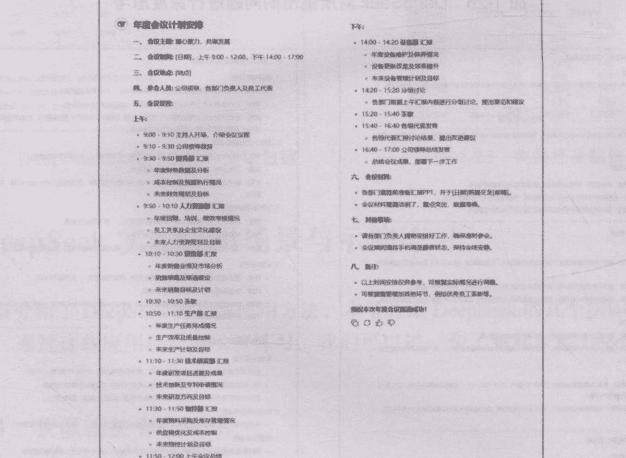 年度会议计划安排
一、会议主题：凝心聚力，共谋发展
二、会议时间：[日期]，上午 9:00 - 12:00，下午 14:00 - 17:00
三、会议地点：[地点]
四、参会人员：公司领导、各部门负责人及员工代表
五、会议议程：
上午：
9:00 - 9:10 主持人开场，介绍会议议程
9:10 - 9:30 公司领导致辞
9:30 - 9:50 财务部 汇报
年度财务数据及分析
成本控制及预算执行情况
未来财务规划及目标
9:50 - 10:10 人力资源部 汇报
年度招聘、培训、绩效考核情况
员工关系及企业文化建设
未来人力资源规划及目标
10:10 - 10:30 销售部 汇报
年度销售业绩及市场分析
未来销售目标及计划
10:30 - 10:50 茶歇
10:50 - 11:10 生产部 汇报
年度生产任务完成情况
生产效率及质量控制
未来生产计划及目标
11:10 - 11:30 技术研发部 汇报
年度研发项目进展及成果
技术创新及专利申请情况
未来研发方向及目标
11:30 - 11:50 物控部 汇报
年度物料采购及库存管理情况
供应链优化及成本控制
未来物控计划及目标
11:50 - 12:00 上午会议总结
下午：
14:00 - 14:20 设备部 汇报
年度设备维护及保养情况
设备更新改造及效率提升
未来设备管理计划及目标
14:20 - 15:20 分组讨论
各部门根据上午汇报内容进行分组讨论，提出意见和建议
15:20 - 15:40 茶歇
15:40 - 16:40 各组代表发言
各组代表汇报讨论结果，提出改进建议
16:40 - 17:00 公司领导总结发言
总结会议成果，部署下一步工作
六、会议材料：
各部门需提前准备汇报PPT，并于[日期]前提交至[邮箱]。
会议材料需简洁明了，重点突出，数据准确。
七、其他事项：
请各部门负责人提前安排好工作，确保准时参会。
会议期间请将手机调至静音状态，保持会场安静。
八、备注：
以上时间安排仅供参考，可根据实际情况进行调整。
可根据需要增加其他环节，例如优秀员工表彰等。
预祝本次年度会议圆满成功！